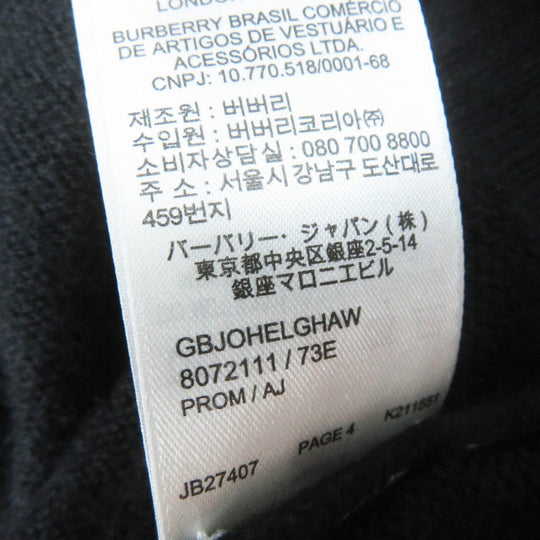 LONDON
BURBERRY BRASIL COMÉRCIO
DE ARTIGOS DE VESTUÁRIO E
ACESSÓRIOS LTDA.
CNPJ: 10.770.518/0001-68
제조원 : 버버리
수입원 : 버버리코리아㈜
소비자상담실 : 080 700 8800
주 소 : 서울시 강남구 도산대로
459번지
バーバリー・ジャパン(株)
東京都中央区銀座2-5-14
銀座マロニエビル
GBJOHELGHAW
8072111 / 73E
PROM / AJ
JB27407 PAGE 4 K211551